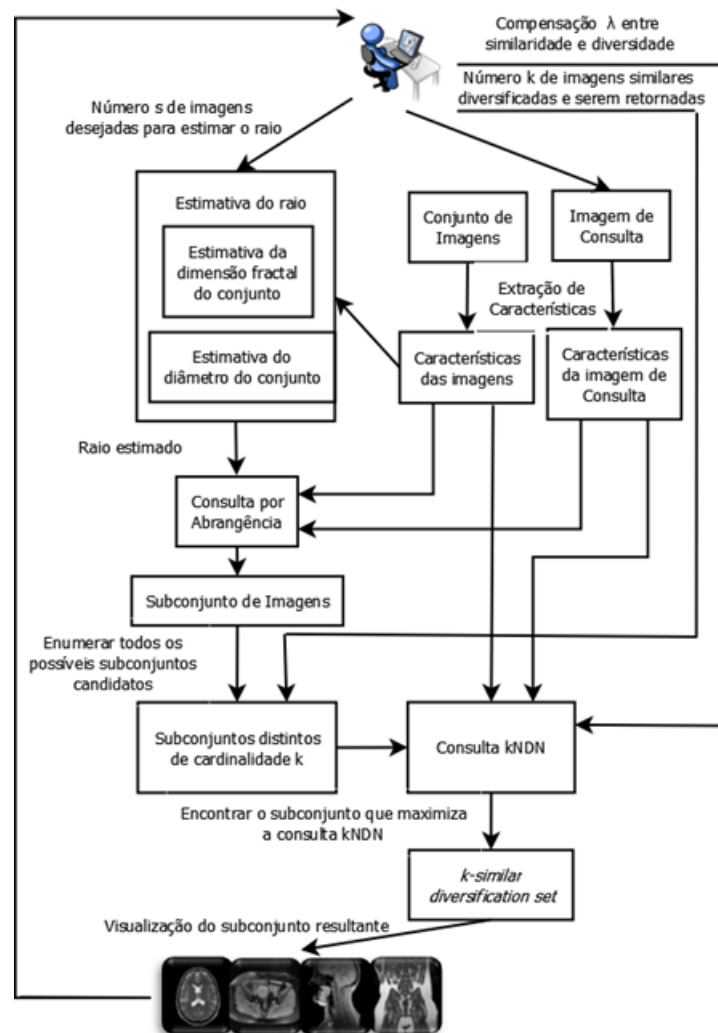 Compensação λ entre
similaridade e diversidade
Número k de imagens similares
diversificadas e serem retornadas
Número s de imagens
desejadas para estimar o raio
Estimativa do raio
Estimativa da
dimensão fractal
do conjunto
Estimativa do
diâmetro do conjunto
Conjunto de
Imagens
Imagem de
Consulta
Extração de
Características
Características
das imagens
Características
da imagem de
Consulta
Raio estimado
Consulta por
Abrangência
Subconjunto de Imagens
Enumerar todos os
possíveis subconjuntos
candidatos
Subconjuntos distintos
de cardinalidade k
Consulta kNDN
Encontrar o subconjunto que maximiza
a consulta kNDN
k-similar
diversification set
Visualização do subconjunto resultante